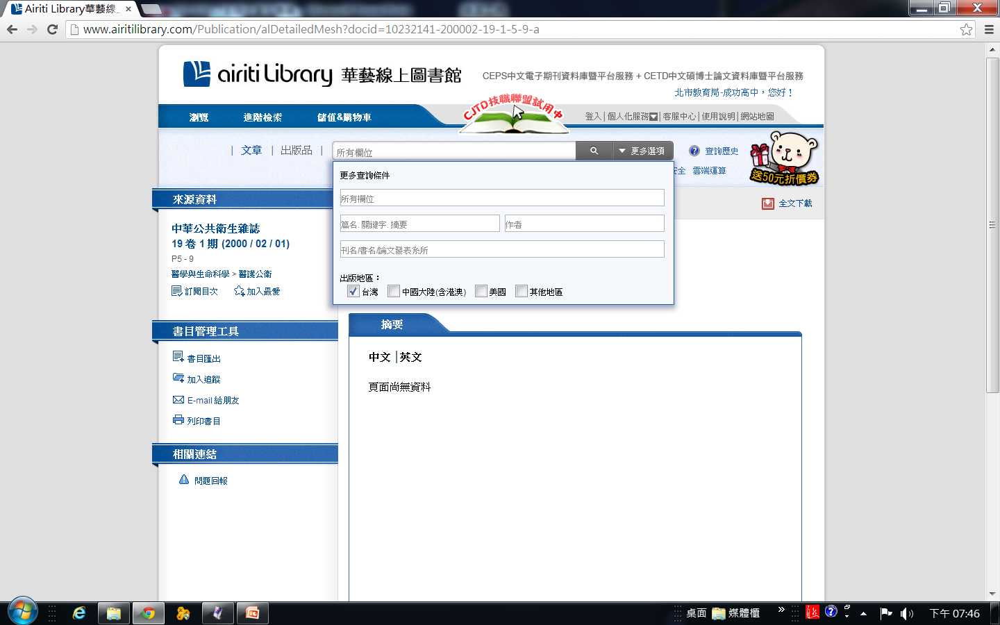 Airiti Library華藝線上
www.airitilibrary.com/Publication/alDetailedMesh?docid=10232141-200002-19-1-5-9-a
airiti Library 華藝線上圖書館
CEPS中文電子期刊資料庫暨平台服務 + CETD中文碩博士論文資料庫暨平台服務
北市教育局-成功高中，您好！
瀏覽 進階檢索 儲值&購物車
CJTD技職聯盟試用中
登入 | 個人化服務 | 客服中心 | 使用說明 | 網站地圖
| 文章 | 出版品 |
所有欄位
更多選項
查詢歷史
安全 雲端運算
送50元折價券
更多查詢條件
所有欄位
篇名. 關鍵字. 摘要
作者
刊名/書名/論文發表系所
出版地區：
台灣 中國大陸(含港澳) 美國 其他地區
全文下載
來源資料
中華公共衛生雜誌
19 卷 1 期 (2000 / 02 / 01)
P5 - 9
醫學與生命科學 > 醫護公衛
訂閱目次 加入最愛
書目管理工具
書目匯出
加入追蹤
E-mail 給朋友
列印書目
相關連結
問題回報
摘要
中文 | 英文
頁面尚無資料
桌面 媒體櫃
下午 07:46